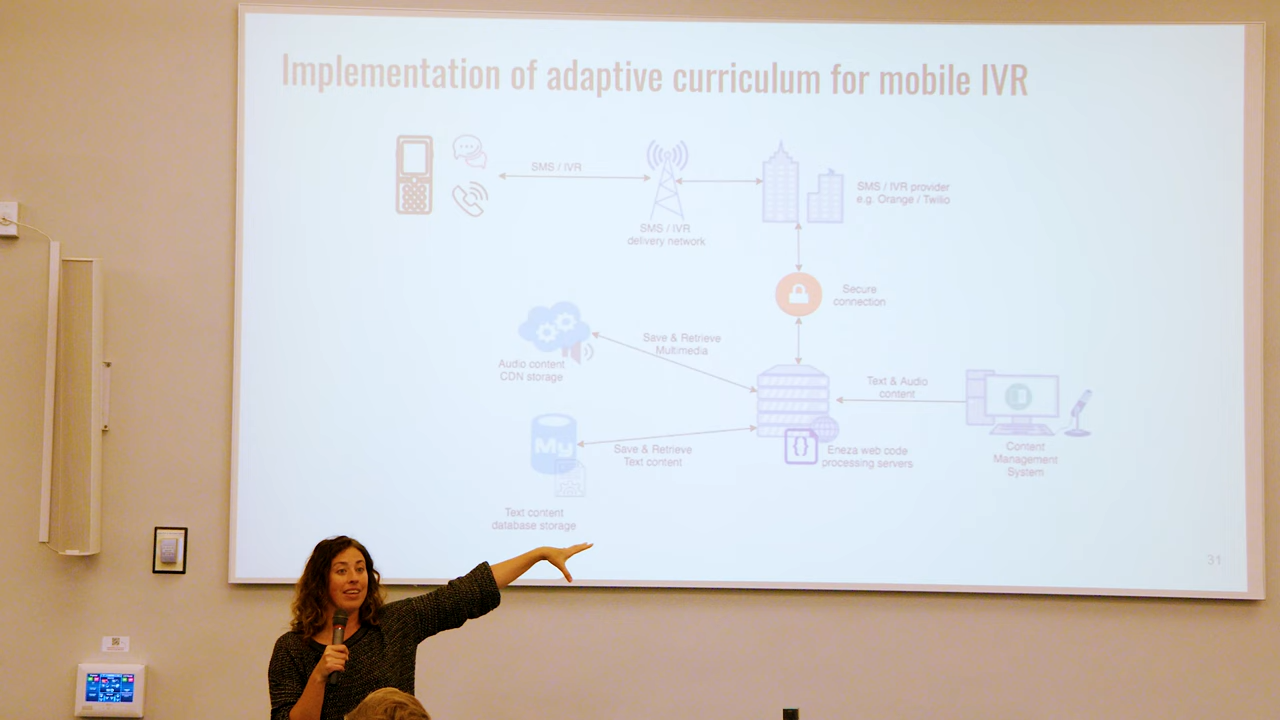 Implementation of adaptive curriculum for mobile IVR
SMS / IVR
SMS / IVR provider
e.g. Orange / Twilio
SMS / IVR
delivery network
Secure
connection
Save & Retrieve
Multimedia
Audio content
CDN storage
Text & Audio
content
My
Save & Retrieve
Text content
{}
Eneza web code
processing servers
Content
Management
System
Text content
database storage
31